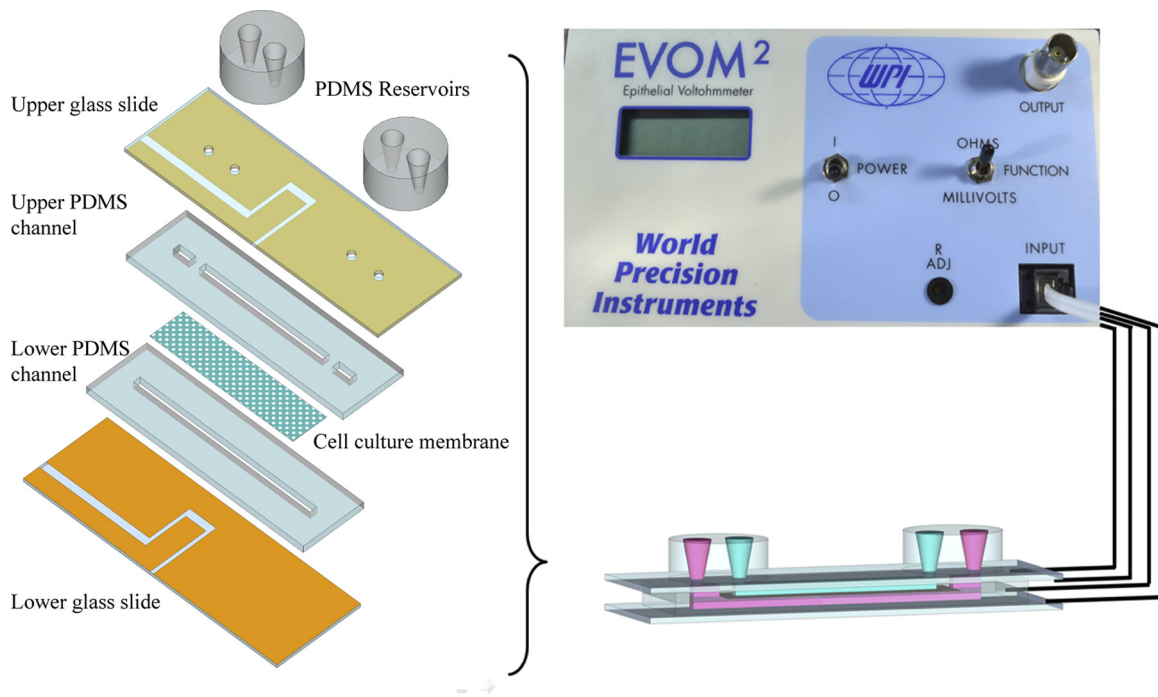 PDMS Reservoirs
Upper glass slide
Upper PDMS
channel
Lower PDMS
channel
Cell culture membrane
Lower glass slide
EVOM²
Epithelial Voltohmmeter
WPI
OUTPUT
I
POWER
O
OHMS
FUNCTION
MILLIVOLTS
World
Precision
Instruments
R
ADJ
INPUT